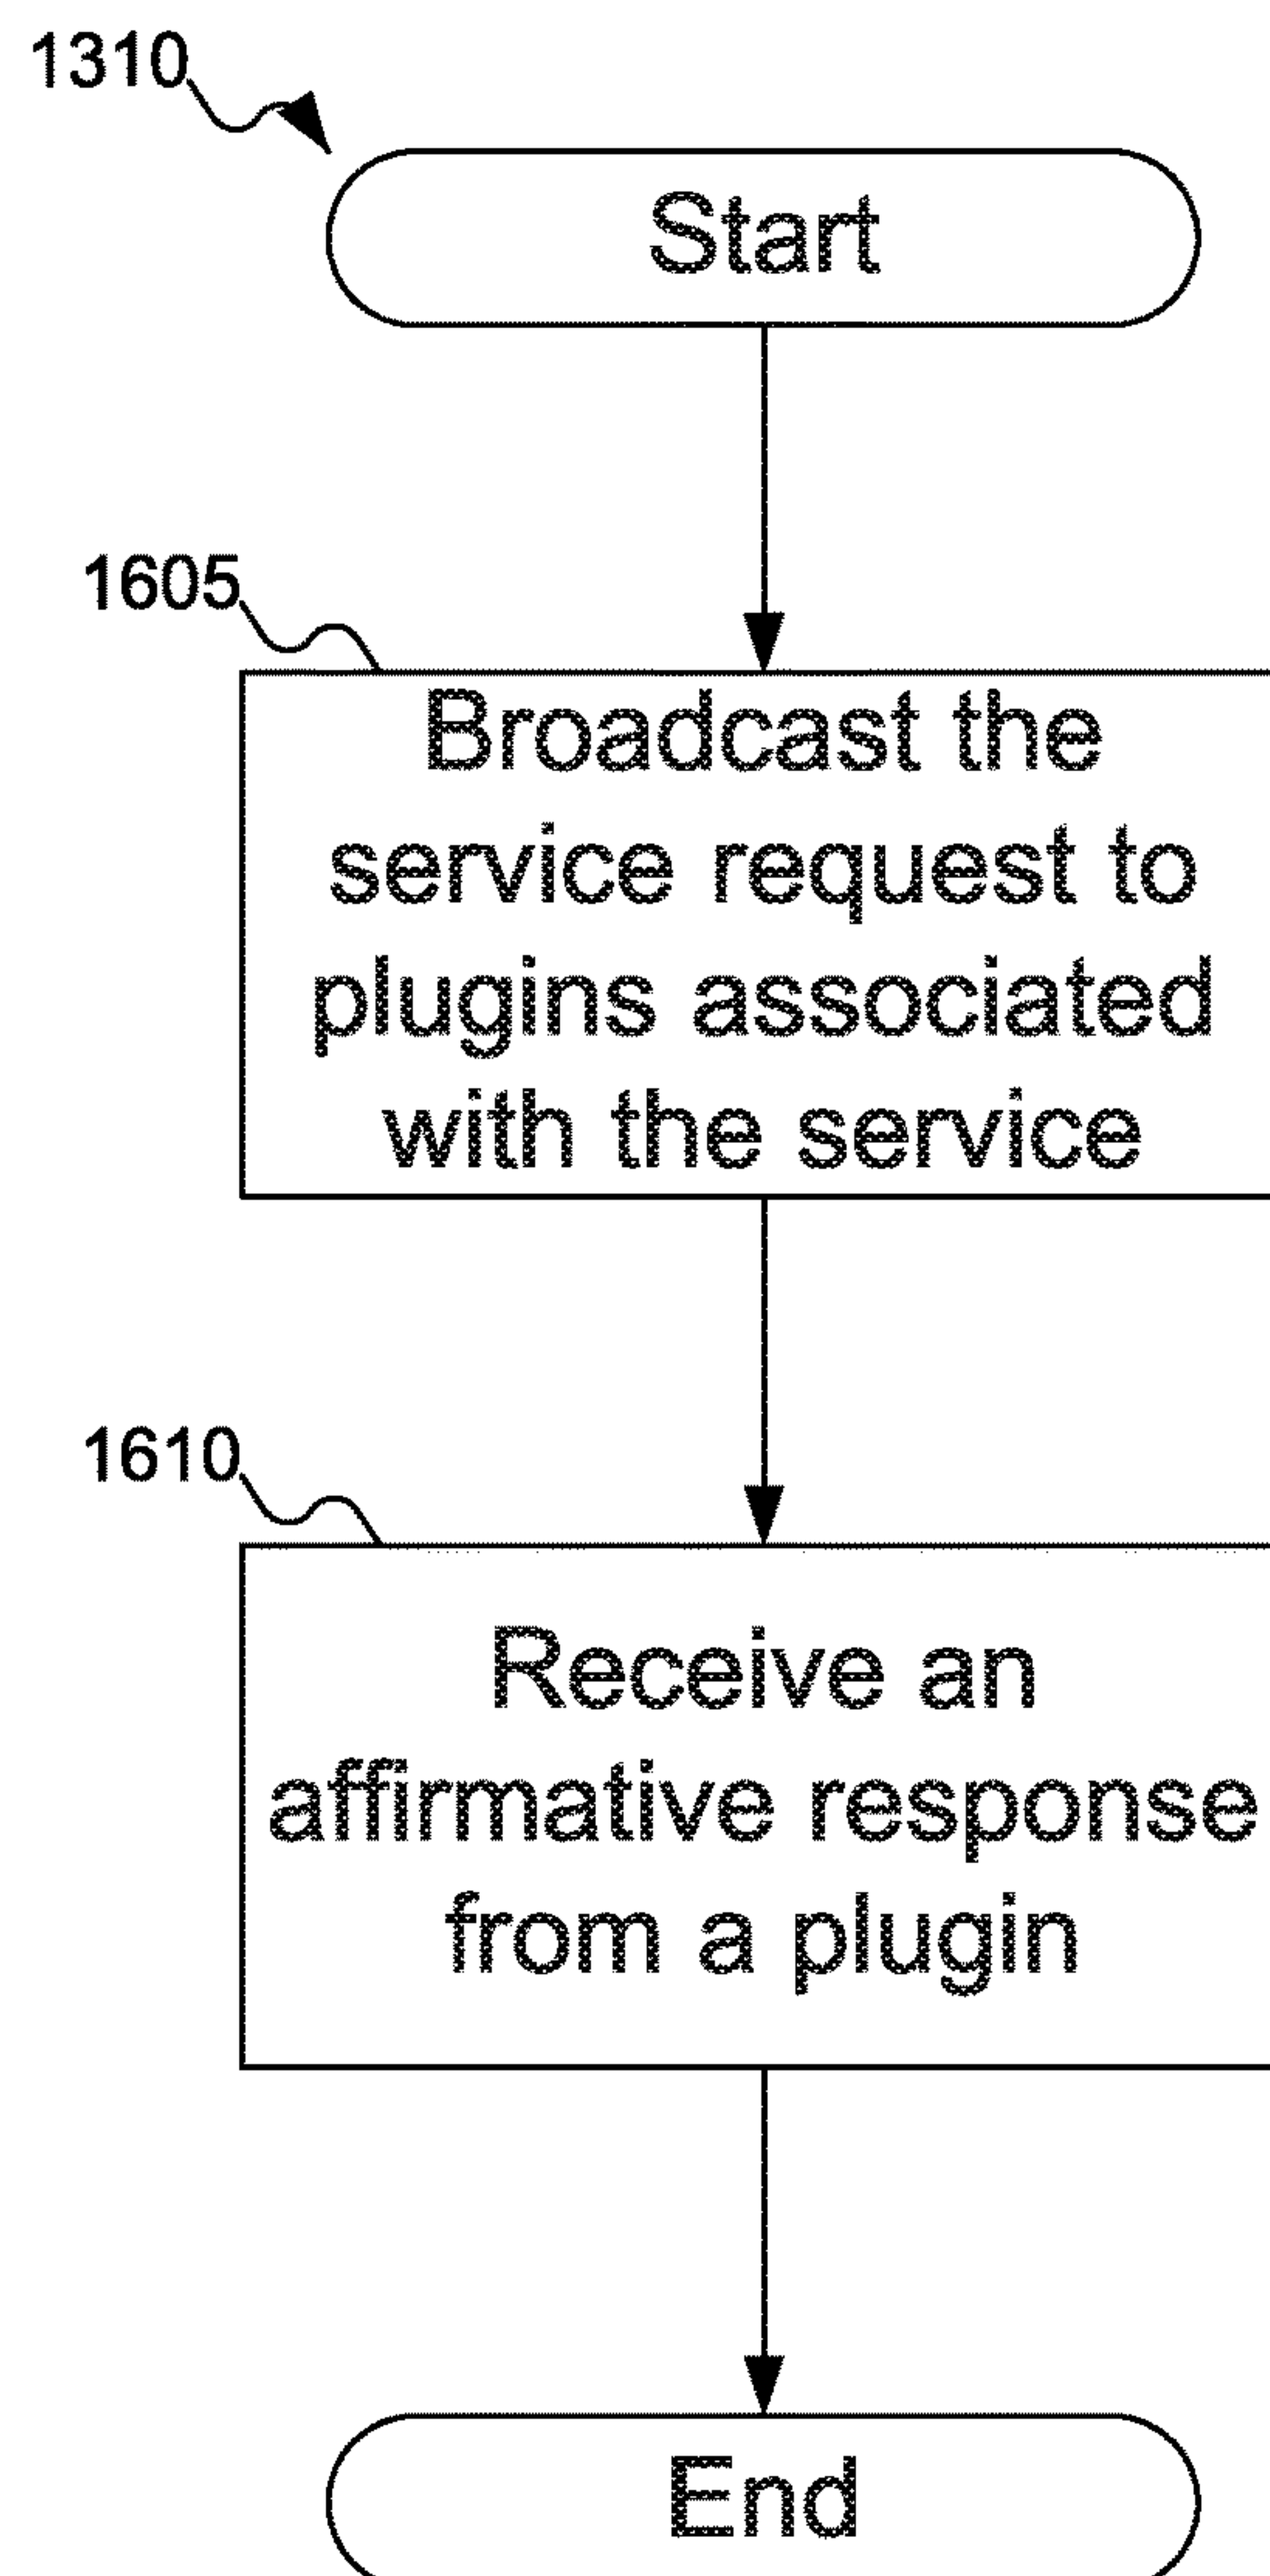 1310
Start
1605
Broadcast the
service request to
plugins associated
with the service
1610
Receive an
affirmative response
from a plugin
End